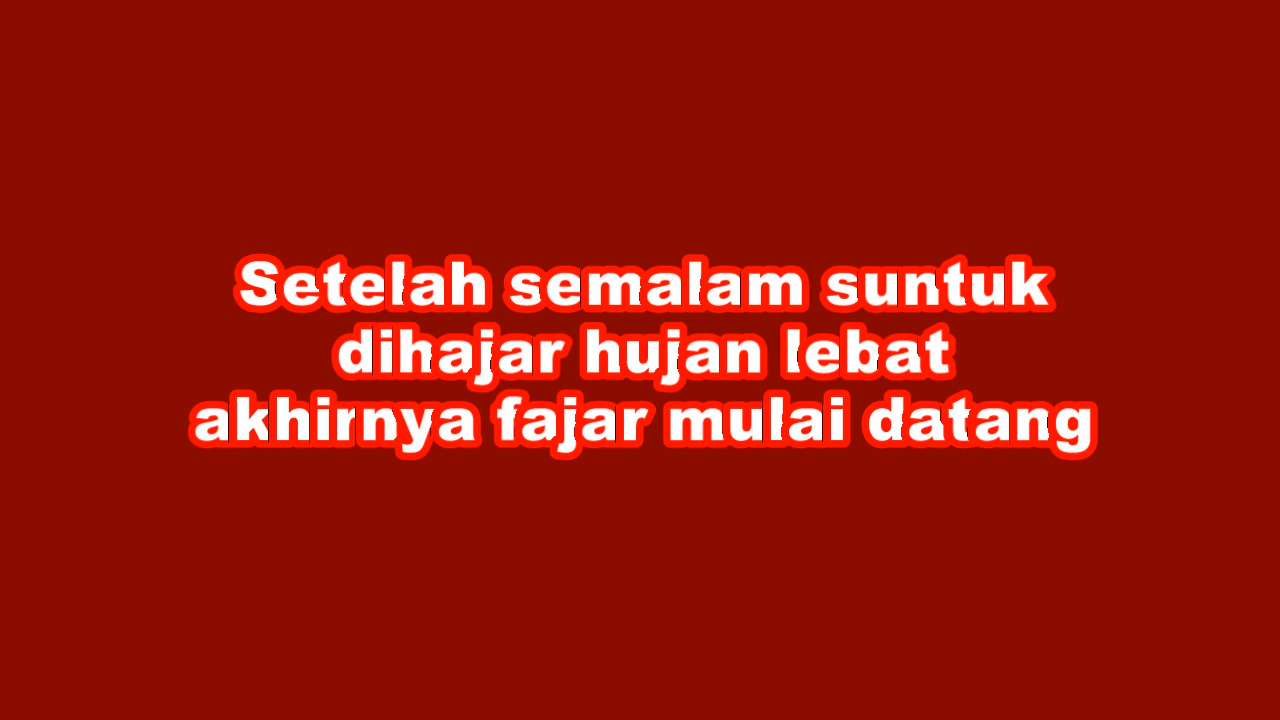 Setelah semalam suntuk
dihajar hujan lebat
akhirnya fajar mulai datang